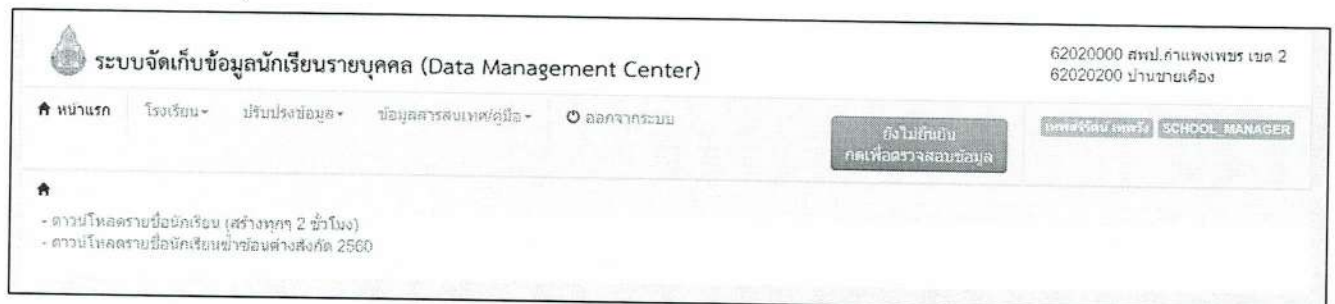 ระบบจัดเก็บข้อมูลนักเรียนรายบุคคล (Data Management Center)
62020000 สพป.กำแพงเพชร เขต 2
62020200 ปานขายเคือง
หน้าแรก โรงเรียน ปรับปรุงข้อมูล ข้อมูลสารสนเทศ/คู่มือ ออกจากระบบ
ยังไม่ยืนยัน
กดเพื่อตรวจสอบข้อมูล
SCHOOL_MANAGER
- ดาวน์โหลดรายชื่อนักเรียน (สร้างทุกๆ 2 ชั่วโมง)
- ดาวน์โหลดรายชื่อนักเรียนซ้ำซ้อนต่างสังกัด 2560